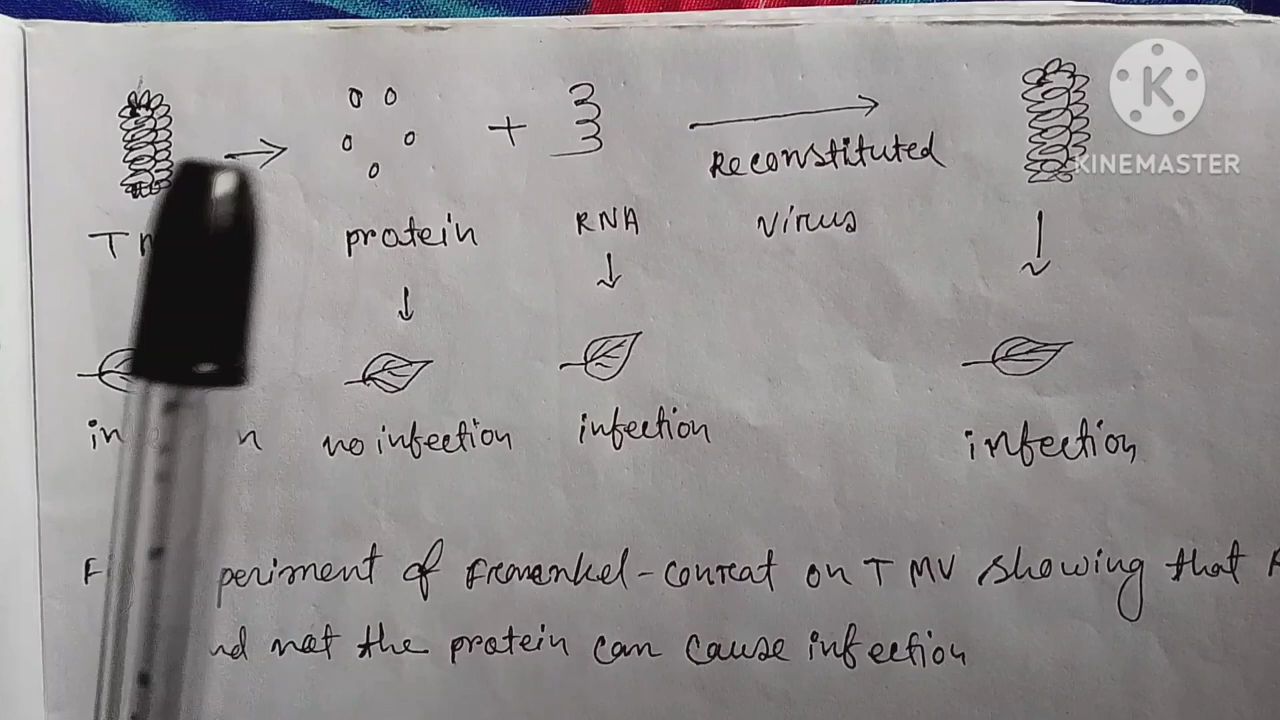 protein
RNA
Reconstituted
virus
no infection
infection
infection
periment of Fraenkel-conrat on TMV showing that
not the protein can cause infection
K
KINEMASTER